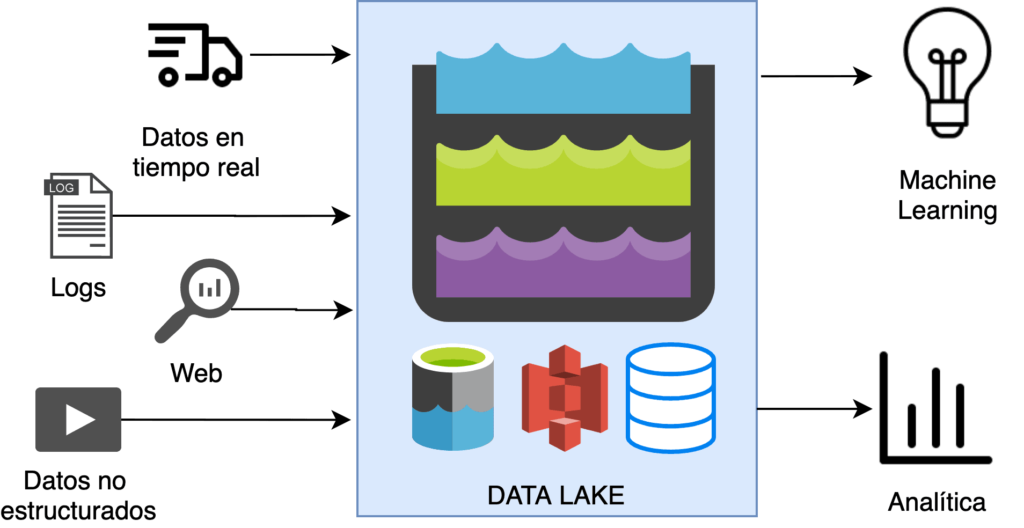 Datos en
tiempo real
LOG
Logs
Web
Datos no
estructurados
DATA LAKE
Machine
Learning
Analítica